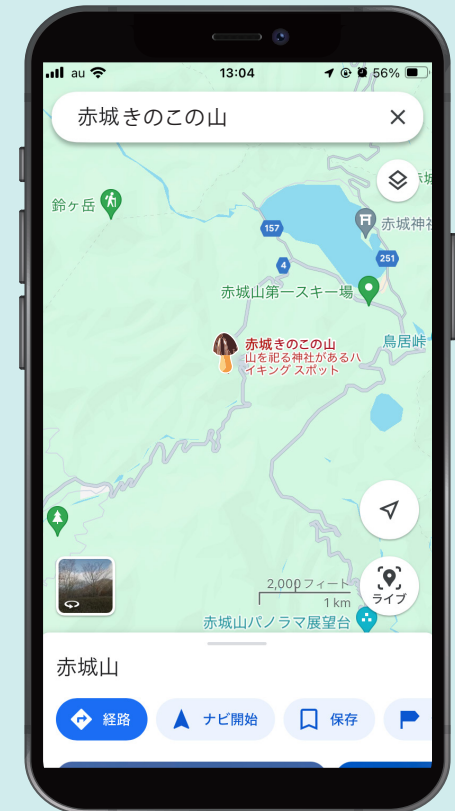 au
13:04
56%
赤城きのこの山
鈴ヶ岳
157
赤城神社
4
251
赤城山第一スキー場
鳥居峠
赤城きのこの山
山を祀る神社があるハ
イキング スポット
2,000フィート
1 km
ライブ
赤城山パノラマ展望台
赤城山
経路
ナビ開始
保存